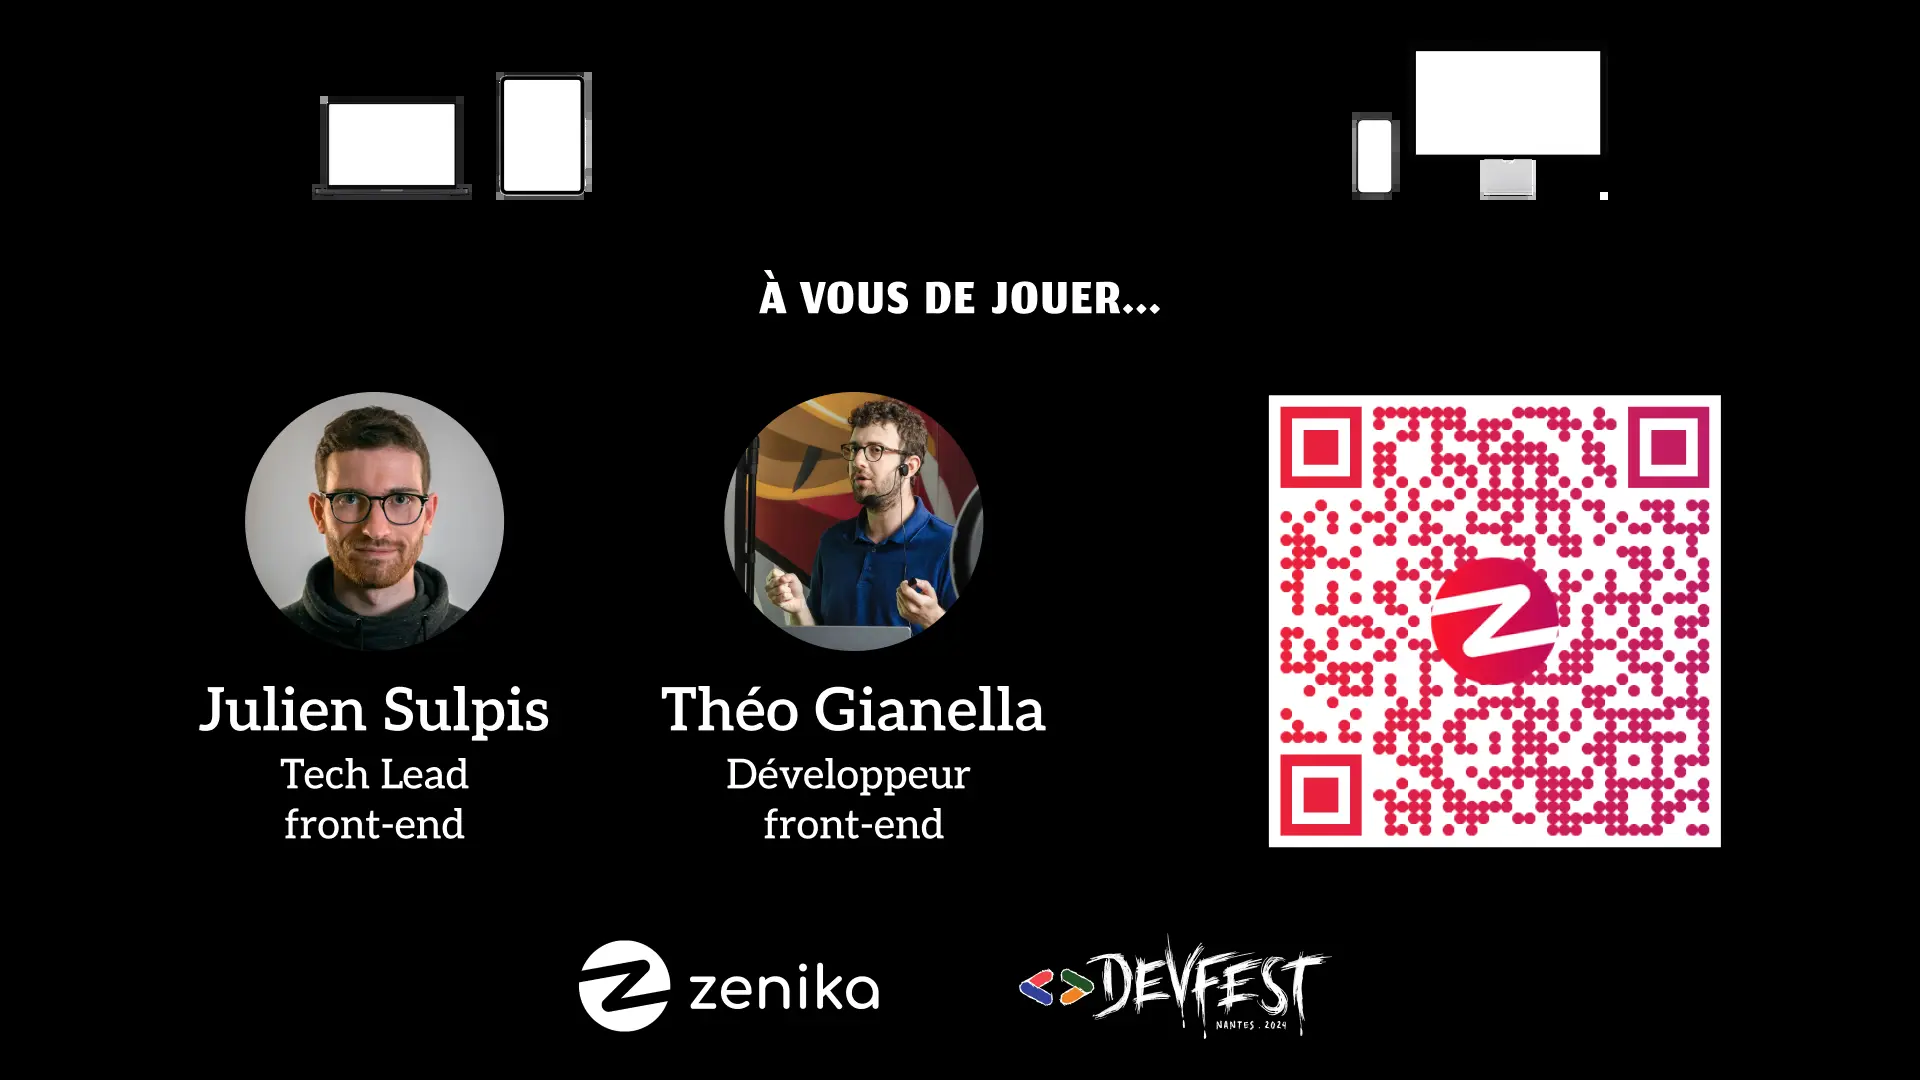 À VOUS DE JOUER...
Julien Sulpis
Tech Lead
front-end
Théo Gianella
Développeur
front-end
zenika
DEVFEST
NANTES . 2024